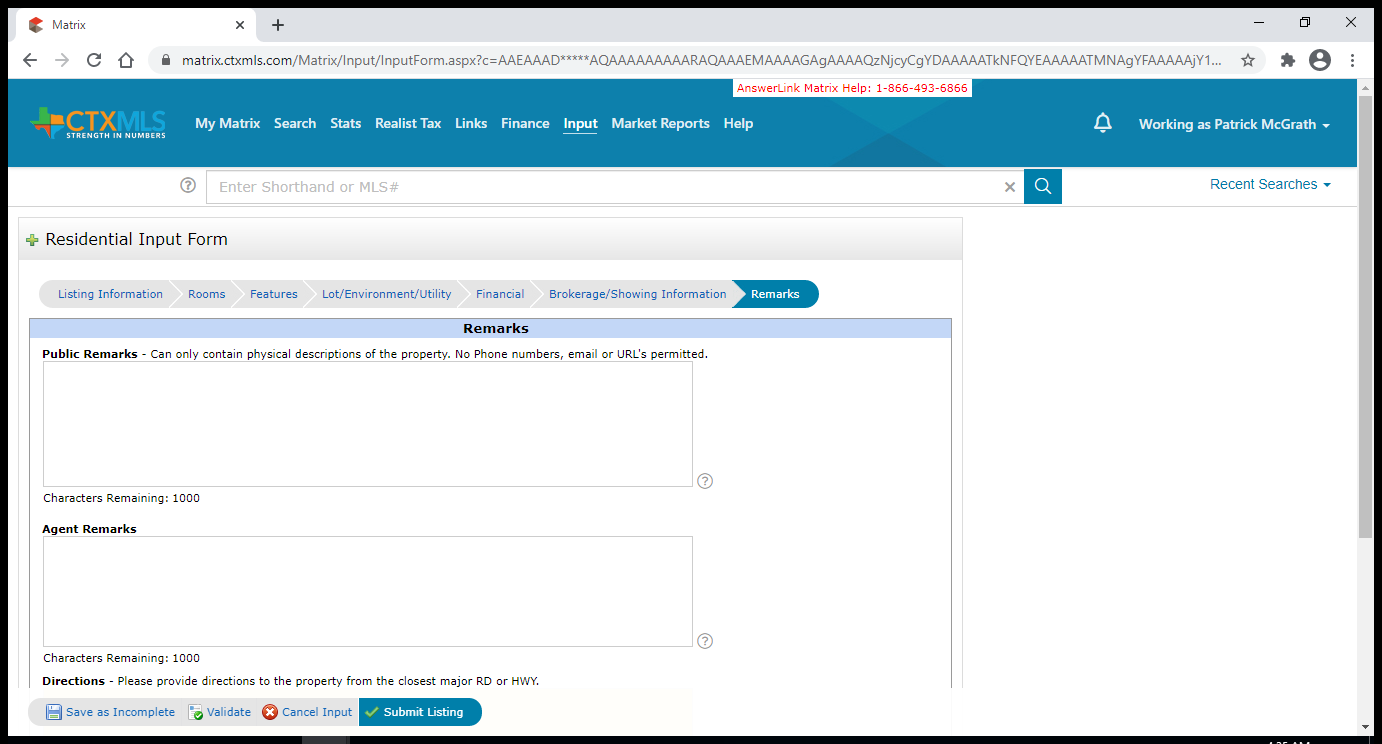 Matrix
matrix.ctxmls.com/Matrix/Input/InputForm.aspx?c=AAEAAAD*****AQAAAAAAAAARAQAAAEMAAAAGAgAAAAQzNjcyCgYDAAAAATkNFQYEAAAAATMNAgYFAAAAAjY1...
AnswerLink Matrix Help: 1-866-493-6866
CTXMLS
STRENGTH IN NUMBERS
My Matrix Search Stats Realist Tax Links Finance Input Market Reports Help
Working as Patrick McGrath
Enter Shorthand or MLS#
Recent Searches
Residential Input Form
Listing Information Rooms Features Lot/Environment/Utility Financial Brokerage/Showing Information Remarks
Remarks
Public Remarks - Can only contain physical descriptions of the property. No Phone numbers, email or URL's permitted.
Characters Remaining: 1000
Agent Remarks
Characters Remaining: 1000
Directions - Please provide directions to the property from the closest major RD or HWY.
Save as Incomplete Validate Cancel Input Submit Listing